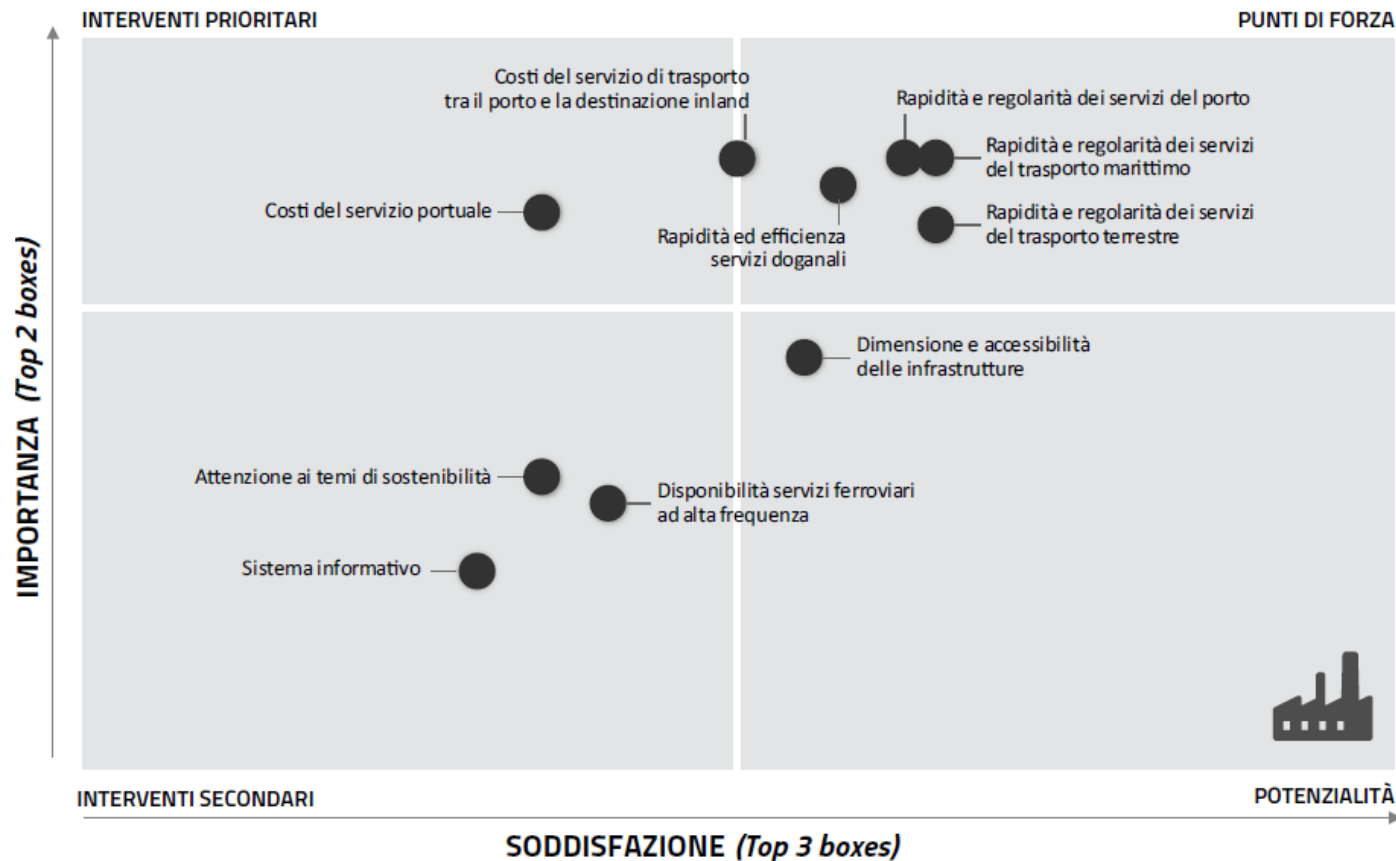 INTERVENTI PRIORITARI
PUNTI DI FORZA
Costi del servizio di trasporto
tra il porto e la destinazione inland
Rapidità e regolarità dei servizi del porto
Rapidità e regolarità dei servizi
del trasporto marittimo
Costi del servizio portuale
Rapidità e regolarità dei servizi
del trasporto terrestre
Rapidità ed efficienza
servizi doganali
IMPORTANZA (Top 2 boxes)
Dimensione e accessibilità
delle infrastrutture
Attenzione ai temi di sostenibilità
Disponibilità servizi ferroviari
ad alta frequenza
Sistema informativo
INTERVENTI SECONDARI
POTENZIALITÀ
SODDISFAZIONE (Top 3 boxes)